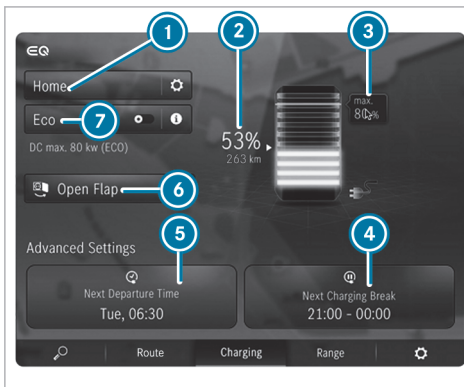 1
2
3
EQ
Home
max.
80 %
Eco
7
53%
263 km
DC max. 80 kw (ECO)
Open Flap
6
Advanced Settings
5
4
Next Departure Time
Tue, 06:30
Next Charging Break
21:00 - 00:00
Route
Charging
Range